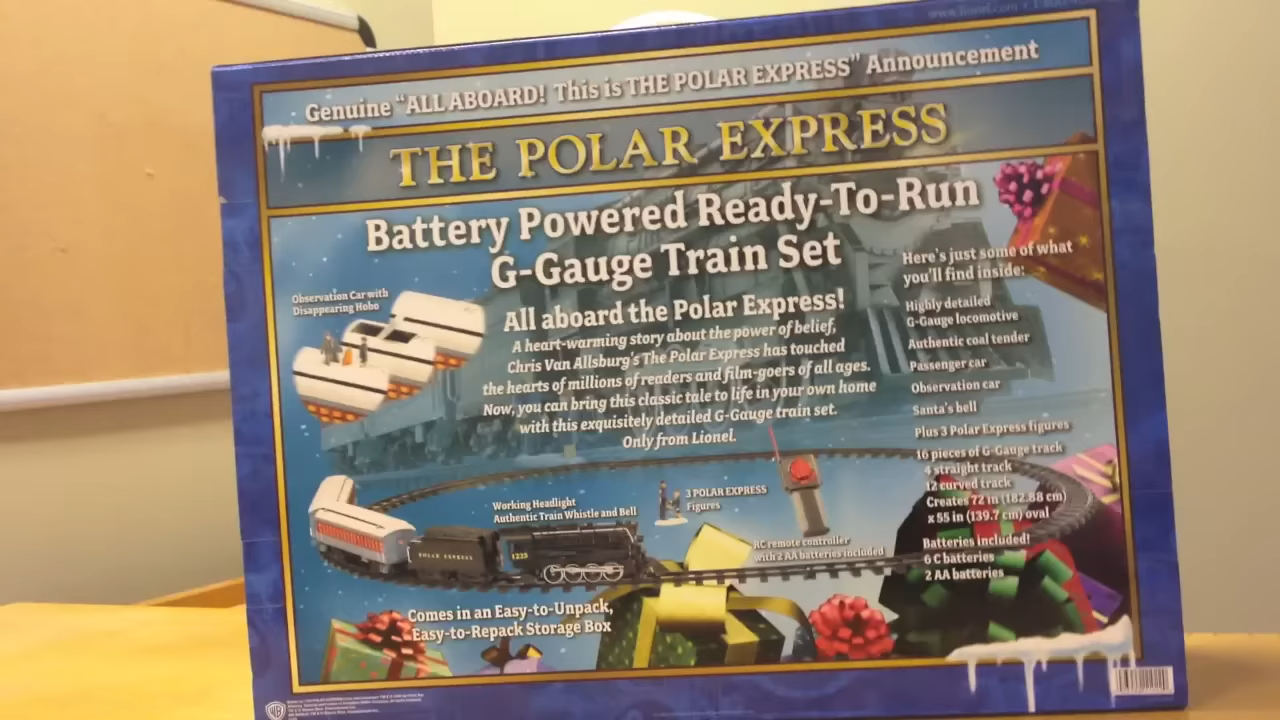 www.lionel.com
Genuine "ALL ABOARD! This is THE POLAR EXPRESS" Announcement
THE POLAR EXPRESS
Battery Powered Ready-To-Run
G-Gauge Train Set
Observation Car with
Disappearing Hobo
All aboard the Polar Express!
A heart-warming story about the power of belief,
Chris Van Allsburg's The Polar Express has touched
the hearts of millions of readers and film-goers of all ages.
Now, you can bring this classic tale to life in your own home
with this exquisitely detailed G-Gauge train set.
Only from Lionel.
Here's just some of what
you'll find inside:
Highly detailed
G-Gauge locomotive
Authentic coal tender
Passenger car
Observation car
Santa's bell
Plus 3 Polar Express figures
16 pieces of G-Gauge track
4 straight track
12 curved track
Creates 72 in (182.88 cm)
x 55 in (139.7 cm) oval
Batteries included!
6 C batteries
2 AA batteries
Working Headlight
Authentic Train Whistle and Bell
3 POLAR EXPRESS
Figures
RC remote controller
with 2 AA batteries included
POLAR EXPRESS
1225
Comes in an Easy-to-Unpack,
Easy-to-Repack Storage Box
WB